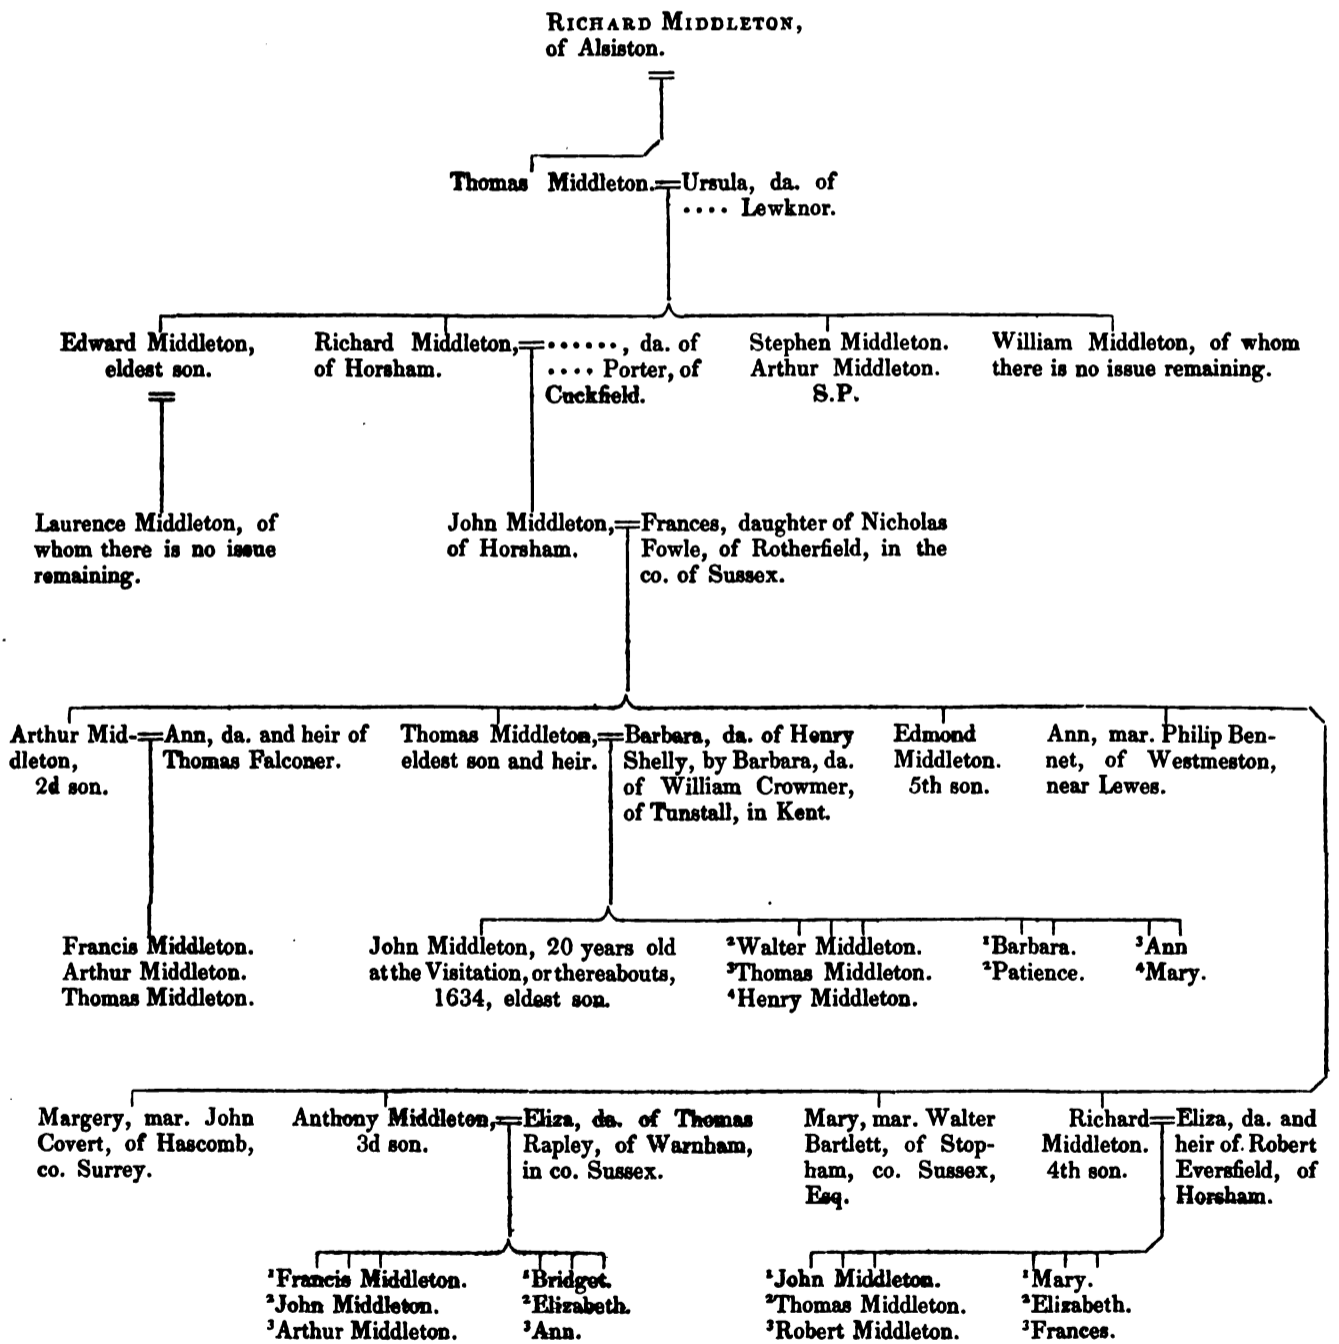 RICHARD MIDDLETON,
of Alsiston.
Thomas Middleton.
Ursula, da. of
.... Lewknor.
Edward Middleton,
eldest son.
Richard Middleton,
of Horsham.
......, da. of
.... Porter, of
Cuckfield.
Stephen Middleton.
Arthur Middleton.
S.P.
William Middleton, of whom
there is no issue remaining.
Laurence Middleton, of
whom there is no issue
remaining.
John Middleton,
of Horsham.
Frances, daughter of Nicholas
Fowle, of Rotherfield, in the
co. of Sussex.
Arthur Mid-
dleton,
2d son.
Ann, da. and heir of
Thomas Falconer.
Thomas Middleton,
eldest son and heir.
Barbara, da. of Henry
Shelly, by Barbara, da.
of William Crowmer,
of Tunstall, in Kent.
Edmond
Middleton.
5th son.
Ann, mar. Philip Ben-
net, of Westmeston,
near Lewes.
Francis Middleton.
Arthur Middleton.
Thomas Middleton.
John Middleton, 20 years old
at the Visitation, or thereabouts,
1634, eldest son.
²Walter Middleton.
³Thomas Middleton.
⁴Henry Middleton.
¹Barbara.
²Patience.
³Ann
⁴Mary.
Margery, mar. John
Covert, of Hascomb,
co. Surrey.
Anthony Middleton,
3d son.
Eliza, da. of Thomas
Rapley, of Warnham,
in co. Sussex.
Mary, mar. Walter
Bartlett, of Stop-
ham, co. Sussex,
Esq.
Richard
Middleton.
4th son.
Eliza, da. and
heir of. Robert
Eversfield, of
Horsham.
¹Francis Middleton.
²John Middleton.
³Arthur Middleton.
¹Bridget.
²Elizabeth.
³Ann.
¹John Middleton.
²Thomas Middleton.
³Robert Middleton.
¹Mary.
²Elizabeth.
³Frances.